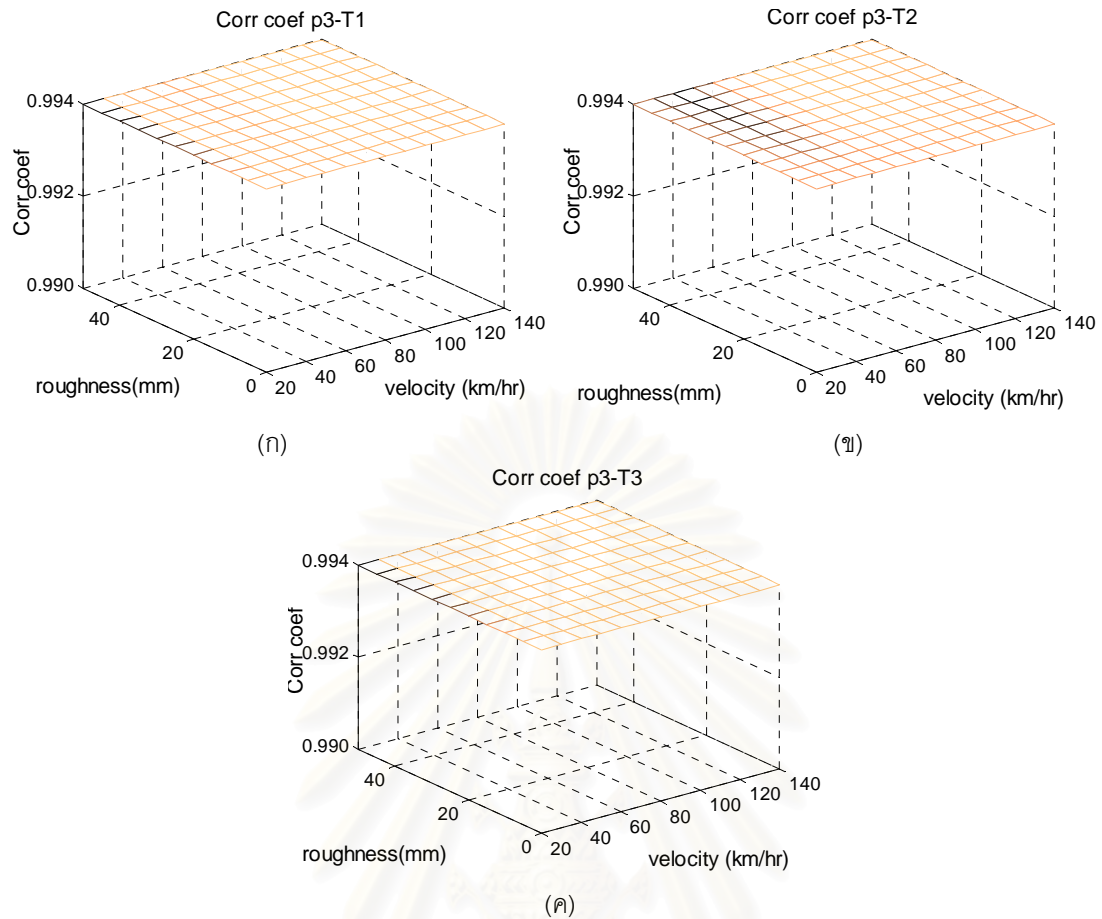 Corr coef p3-T1
0.994
0.992
0.990
Corr coef
40
20
0
roughness(mm)
20
40
60
80
100
120
140
velocity (km/hr)
(ก)
Corr coef p3-T2
0.994
0.992
0.990
Corr coef
40
20
0
roughness(mm)
20
40
60
80
100
120
140
velocity (km/hr)
(ข)
Corr coef p3-T3
0.994
0.992
0.990
Corr coef
40
20
0
roughness(mm)
20
40
60
80
100
120
140
velocity (km/hr)
(ค)